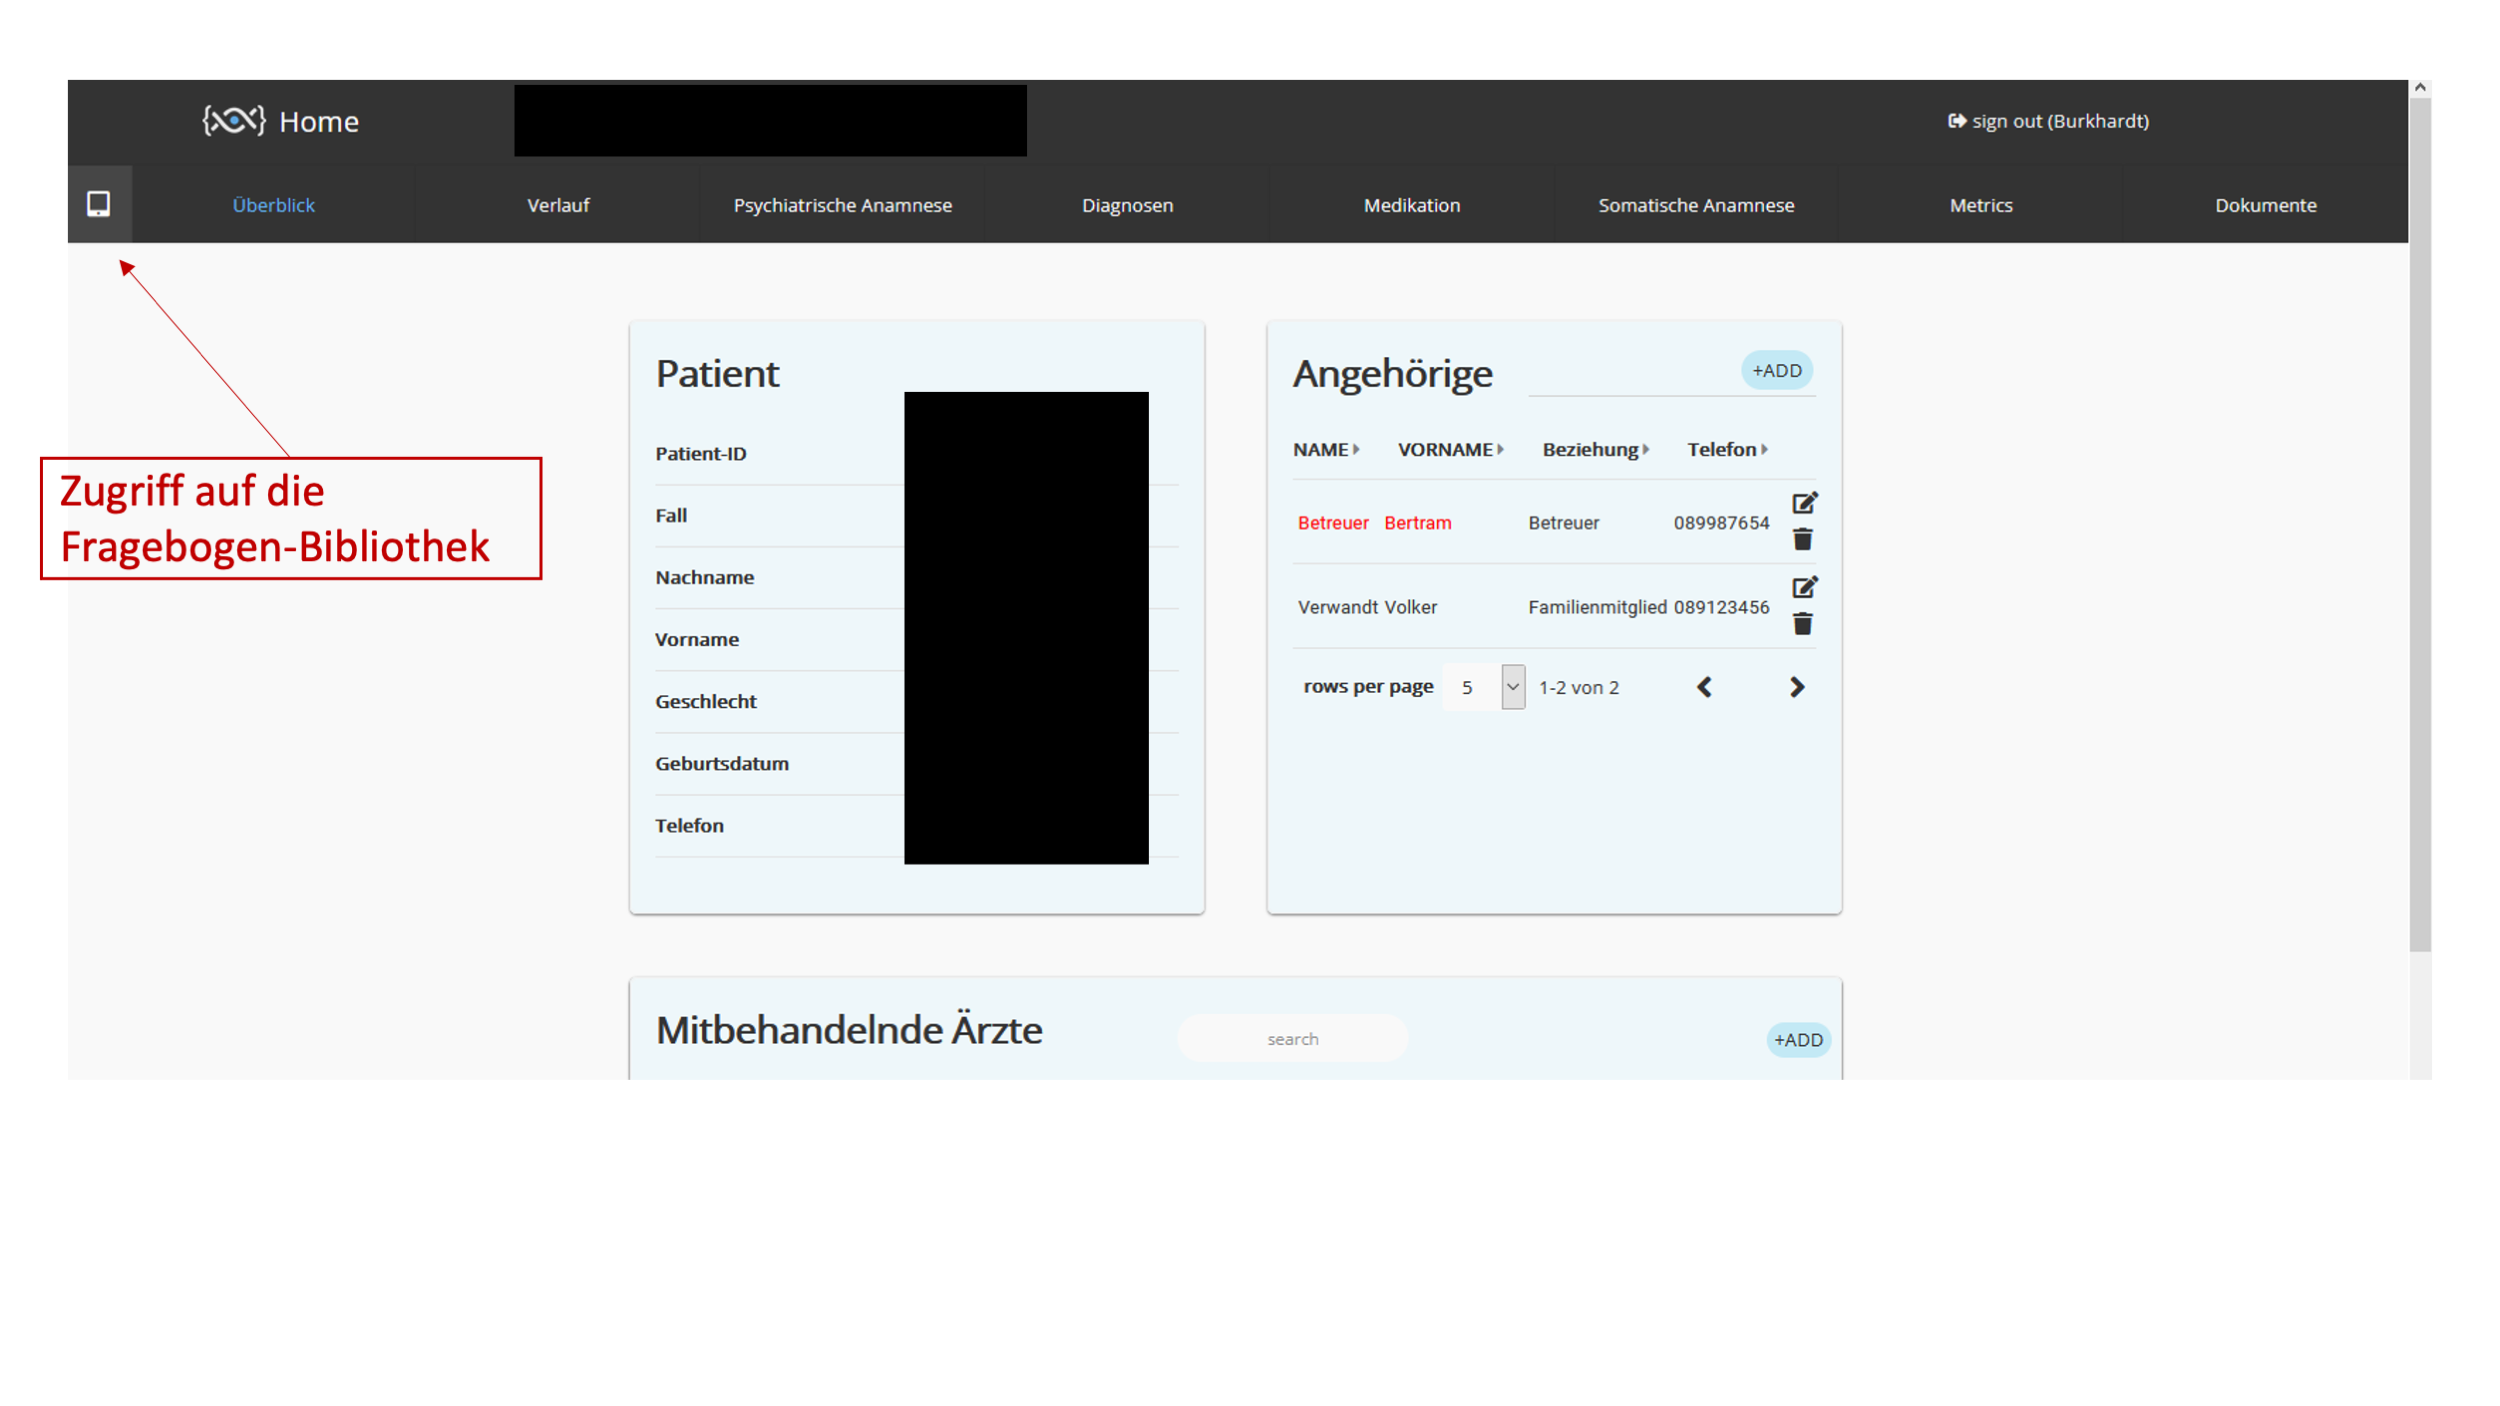 Home
sign out (Burkhardt)
Überblick Verlauf Psychiatrische Anamnese Diagnosen Medikation Somatische Anamnese Metrics Dokumente
Zugriff auf die
Fragebogen-Bibliothek
Patient
Patient-ID
Fall
Nachname
Vorname
Geschlecht
Geburtsdatum
Telefon
Angehörige +ADD
NAME VORNAME Beziehung Telefon
Betreuer Bertram Betreuer 089987654
Verwandt Volker Familienmitglied 089123456
rows per page 5 1-2 von 2
Mitbehandelnde Ärzte search +ADD